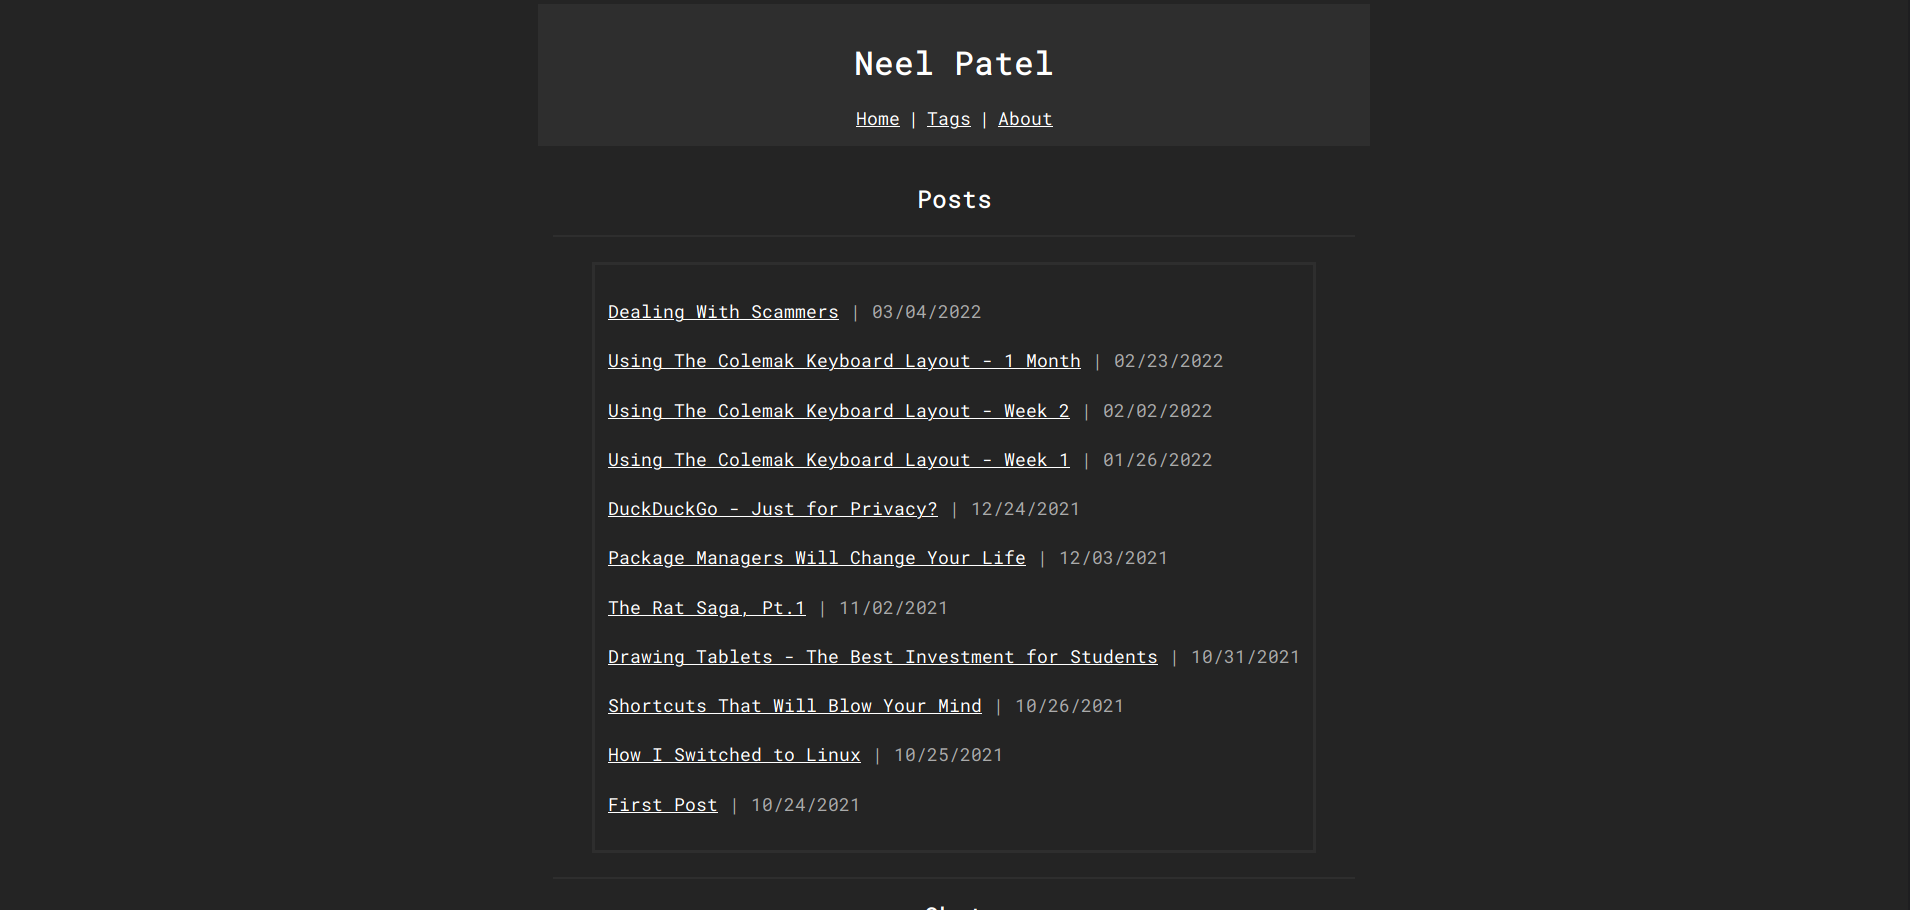 Neel Patel
Home | Tags | About
Posts
Dealing With Scammers | 03/04/2022
Using The Colemak Keyboard Layout - 1 Month | 02/23/2022
Using The Colemak Keyboard Layout - Week 2 | 02/02/2022
Using The Colemak Keyboard Layout - Week 1 | 01/26/2022
DuckDuckGo - Just for Privacy? | 12/24/2021
Package Managers Will Change Your Life | 12/03/2021
The Rat Saga, Pt.1 | 11/02/2021
Drawing Tablets - The Best Investment for Students | 10/31/2021
Shortcuts That Will Blow Your Mind | 10/26/2021
How I Switched to Linux | 10/25/2021
First Post | 10/24/2021